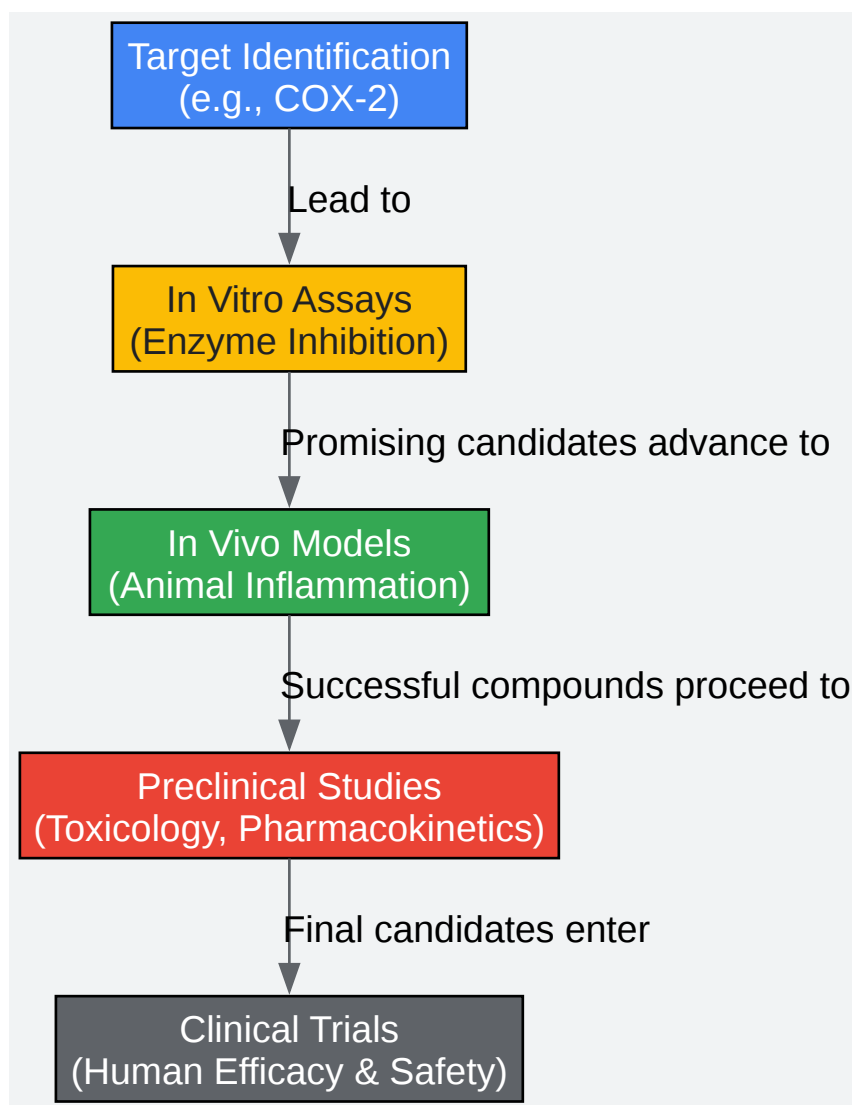 Target Identification
(e.g., COX-2)
Lead to
In Vitro Assays
(Enzyme Inhibition)
Promising candidates advance to
In Vivo Models
(Animal Inflammation)
Successful compounds proceed to
Preclinical Studies
(Toxicology, Pharmacokinetics)
Final candidates enter
Clinical Trials
(Human Efficacy & Safety)